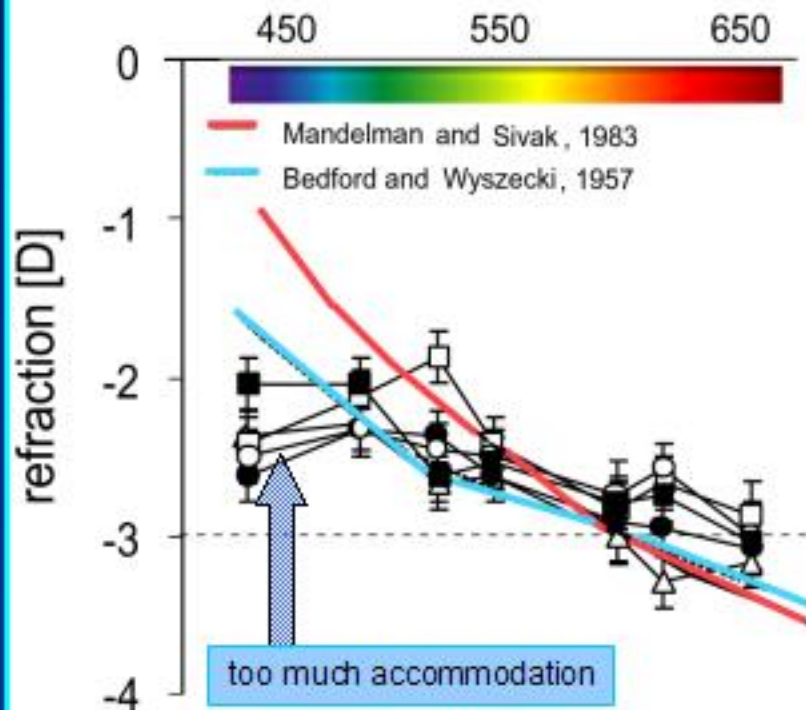 450 550 650
0
Mandelman and Sivak, 1983
Bedford and Wyszecki, 1957
-1
refraction [D]
-2
-3
too much accommodation
-4